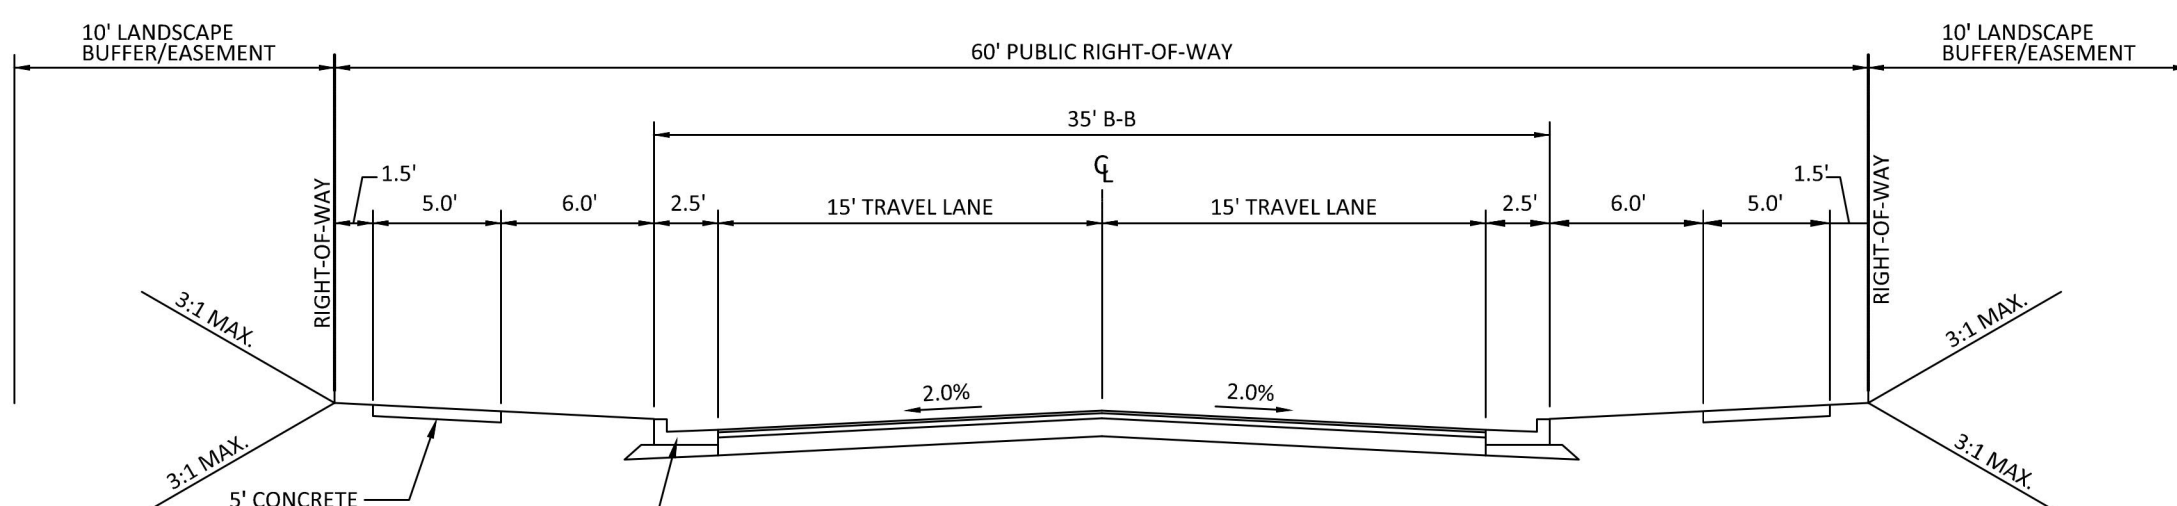 10' LANDSCAPE
BUFFER/EASEMENT
60' PUBLIC RIGHT-OF-WAY
10' LANDSCAPE
BUFFER/EASEMENT
35' B-B
CL
1.5'
5.0'
6.0'
2.5'
15' TRAVEL LANE
15' TRAVEL LANE
2.5'
6.0'
5.0'
1.5'
RIGHT-OF-WAY
RIGHT-OF-WAY
3:1 MAX.
3:1 MAX.
2.0%
2.0%
3:1 MAX.
3:1 MAX.
5' CONCRETE